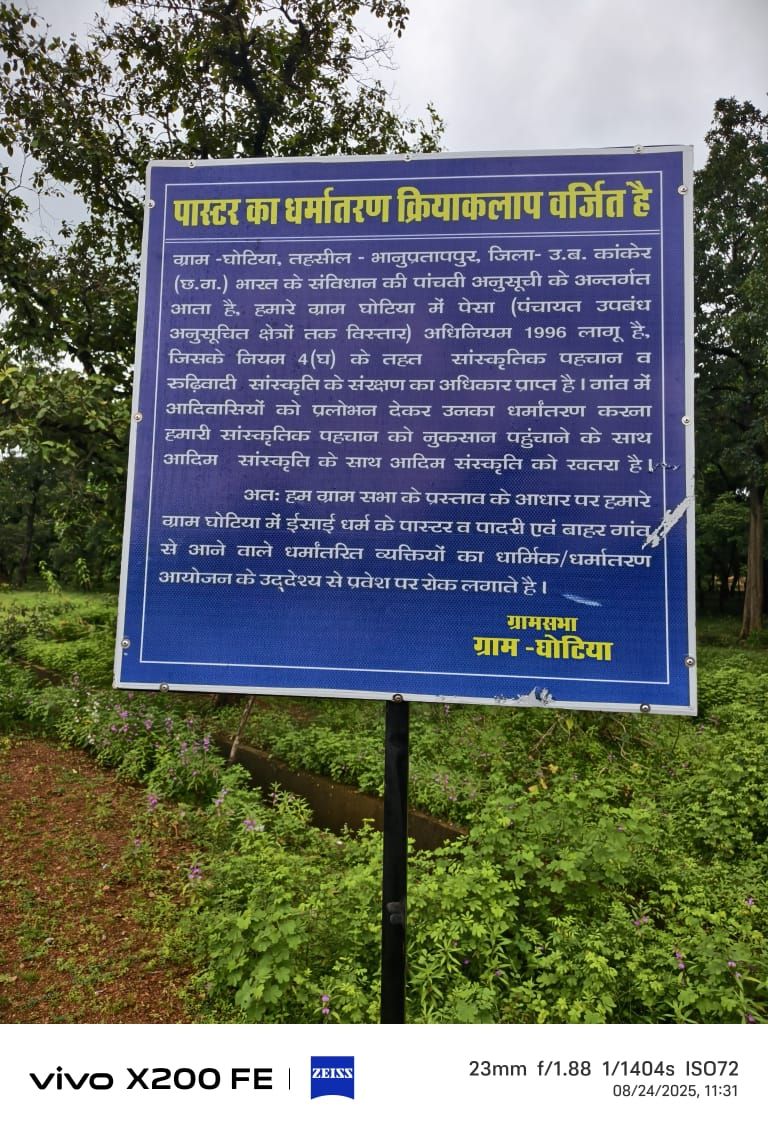 पास्टर का धर्मातरण क्रियाकलाप वर्जित है
ग्राम -घोटिया, तहसील - भानुप्रतापपुर, जिला- उ.ब. कांकेर
(छ.ग.) भारत के संविधान की पांचवी अनुसूची के अन्तर्गत
आता है, हमारे ग्राम घोटिया में पेसा (पंचायत उपबंध
अनुसूचित क्षेत्रों तक विस्तार) अधिनियम 1996 लागू है,
जिसके नियम 4(घ) के तहत सांस्कृतिक पहचान व
रुढ़िवादी सांस्कृति के संरक्षण का अधिकार प्राप्त है। गांव में
आदिवासियों को प्रलोभन देकर उनका धर्मांतरण करना
हमारी सांस्कृतिक पहचान को नुकसान पहुंचाने के साथ
आदिम सांस्कृति के साथ आदिम संस्कृति को खतरा है।
अतः हम ग्राम सभा के प्रस्ताव के आधार पर हमारे
ग्राम घोटिया में ईसाई धर्म के पास्टर व पादरी एवं बाहर गांव
से आने वाले धर्मांतरित व्यक्तियों का धार्मिक/धर्मातरण
आयोजन के उद्देश्य से प्रवेश पर रोक लगाते है।
ग्रामसभा
ग्राम -घोटिया
vivo X200 FE | ZEISS
23mm f/1.88 1/1404s ISO72
08/24/2025, 11:31